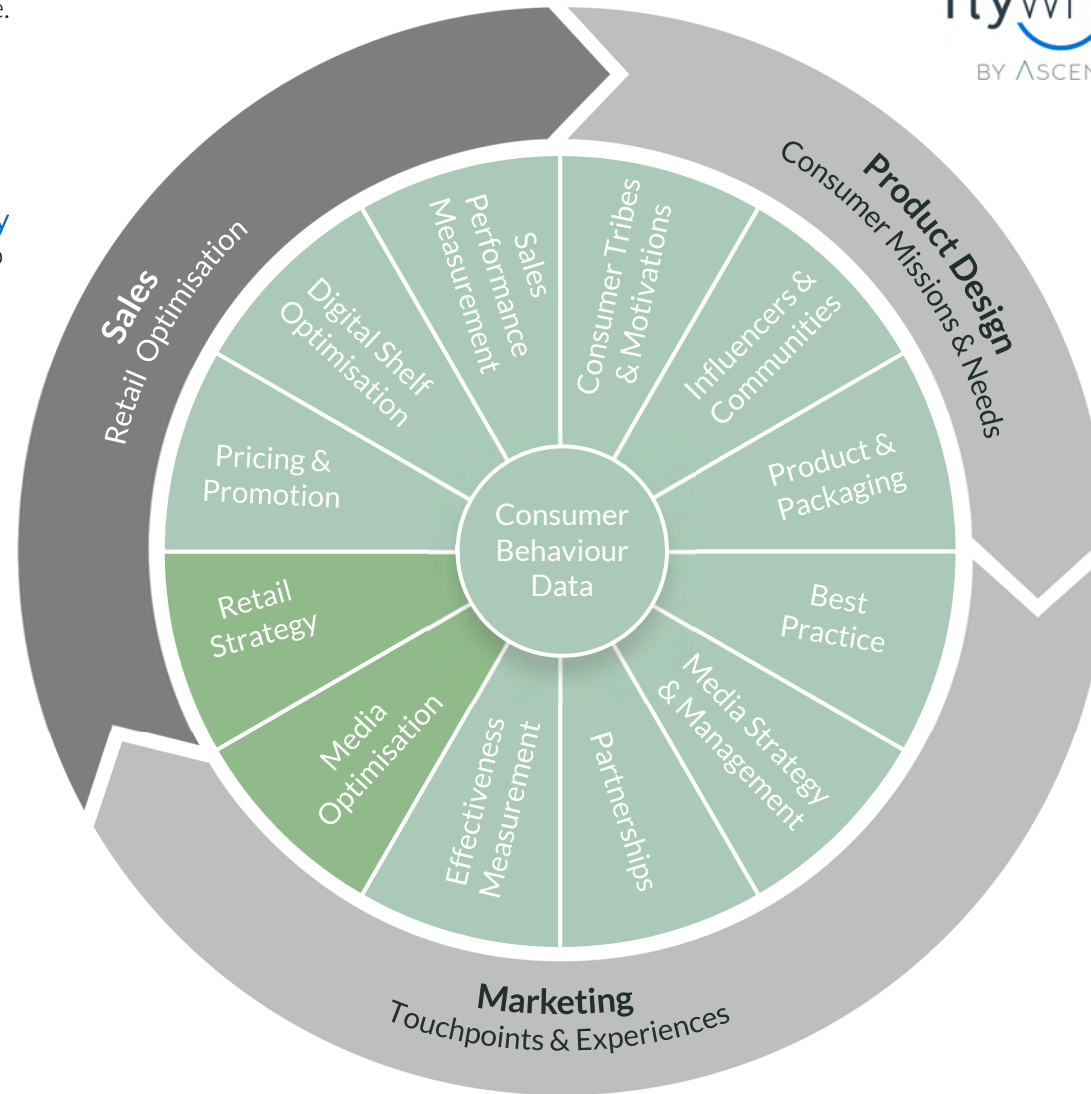 BY ASCEN
Product Design
Consumer Missions & Needs
Sales
Retail Optimisation
Sales
Performance
Measurement
Consumer Tribes
& Motivations
Influencers &
Communities
Digital Shelf
Optimisation
Product &
Packaging
Pricing &
Promotion
Consumer
Behaviour
Data
Best
Practice
Retail
Strategy
Media Strategy
& Management
Media
Optimisation
Effectiveness
Measurement
Partnerships
Marketing
Touchpoints & Experiences